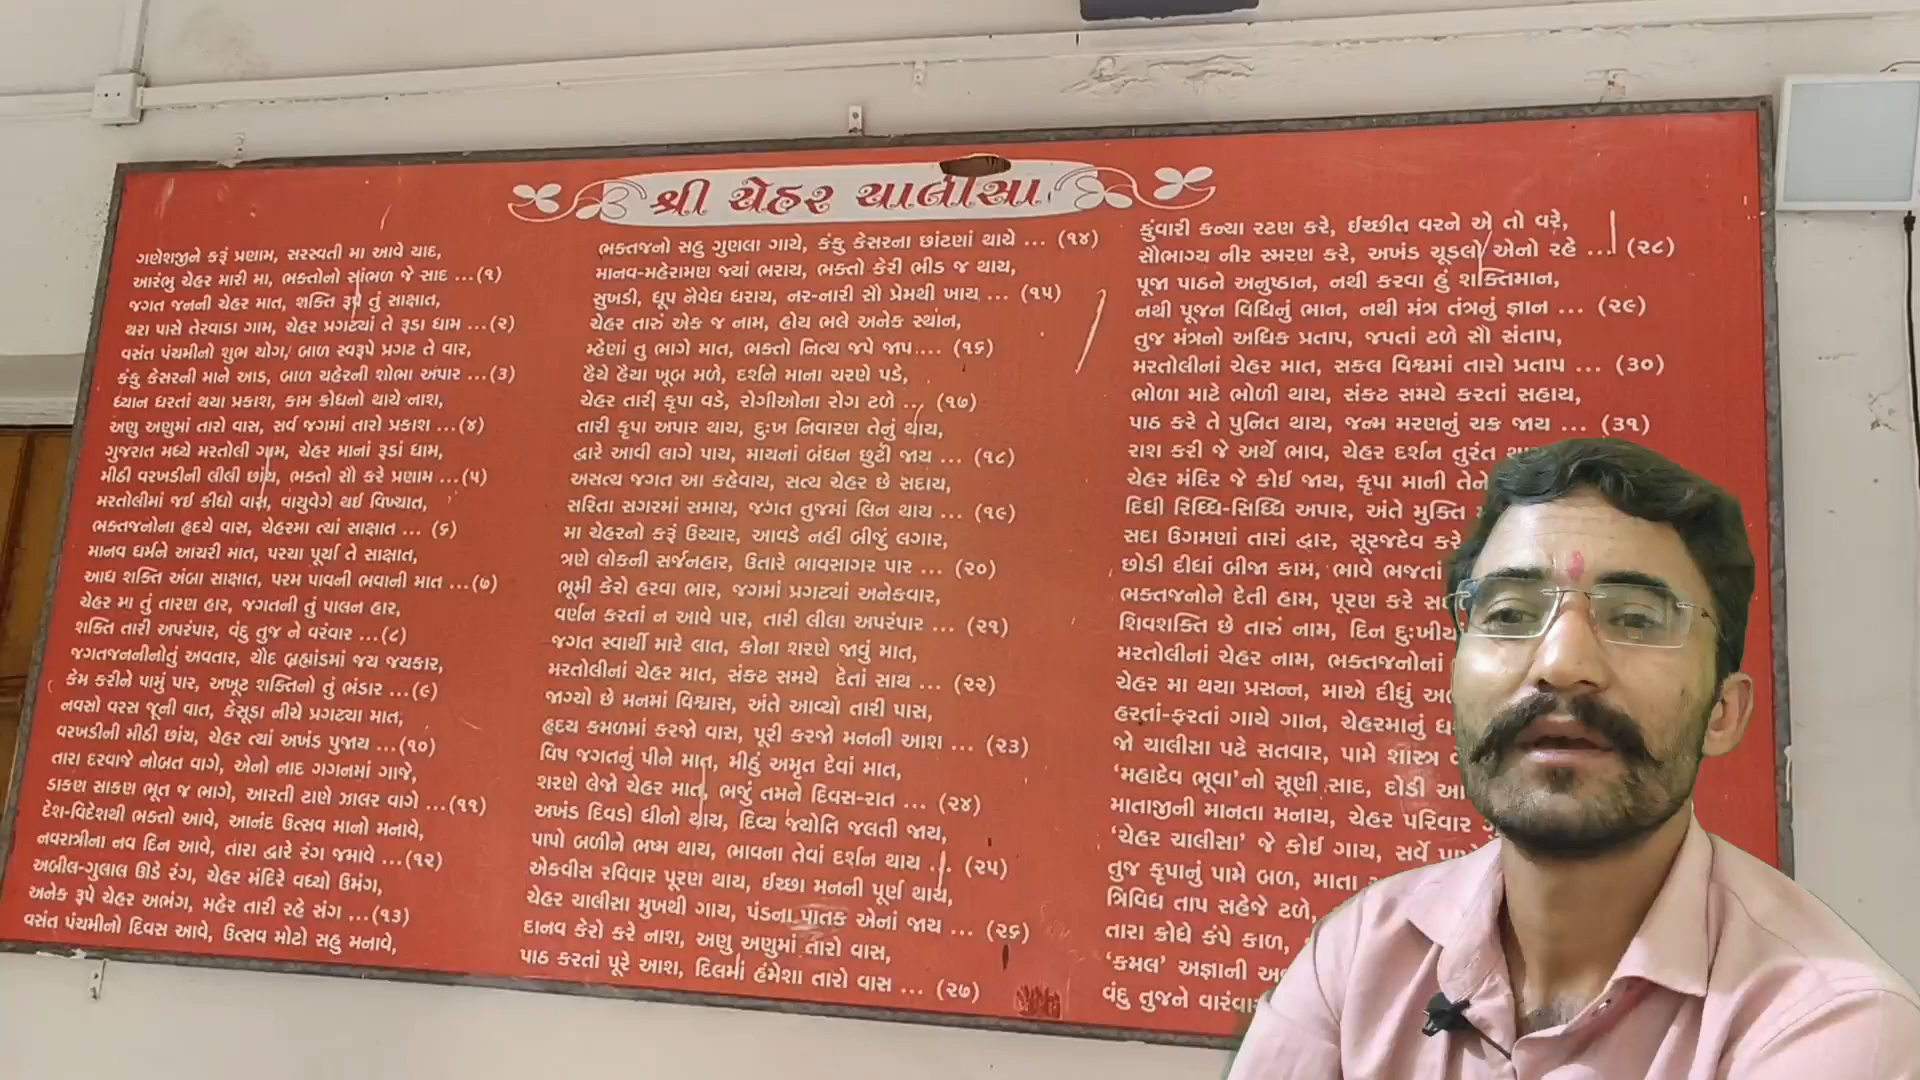 શ્રી ચેહર ચાલીસા
ગણેશજીને કરૂં પ્રણામ, સરસ્વતી મા આવે યાદ,
આરંભુ ચેહર મારી મા, ભક્તોનો સાંભળ જે સાદ ...(૧)
જગત જનની ચેહર માત, શક્તિ રૂપે તું સાક્ષાત,
થરા પાસે તેરવાડા ગામ, ચેહર પ્રગટ્યાં તે રૂડા ધામ ...(૨)
વસંત પંચમીનો શુભ યોગ, બાળ સ્વરૂપે પ્રગટ તે વાર,
કંકુ કેસરની માને આડ, બાળ ચહેરની શોભા અંપાર ...(૩)
ધ્યાન ધરતાં થયા પ્રકાશ, કામ ક્રોધનો થાયે નાશ,
અણુ અણુમાં તારો વાસ, સર્વ જગમાં તારો પ્રકાશ ...(૪)
ગુજરાત મધ્યે મરતોલી ગામ, ચેહર માનાં રૂડાં ધામ,
મીઠી વરખડીની લીલી છાંય, ભક્તો સૌ કરે પ્રણામ ...(૫)
મરતોલીમાં જઈ કીધો વાસ, વાયુવેગે થઈ વિખ્યાત,
ભક્તજનોના હૃદયે વાસ, ચેહરમા ત્યાં સાક્ષાત ... (૬)
માનવ ધર્મને આચરી માત, પરચા પૂર્યા તે સાક્ષાત,
આદ્ય શક્તિ અંબા સાક્ષાત, પરમ પાવની ભવાની માત ...(૭)
ચેહર મા તું તારણ હાર, જગતની તું પાલન હાર,
શક્તિ તારી અપરંપાર, વંદુ તુજ ને વરંવાર ...(૮)
જગતજનનીનોતું અવતાર, ચૌદ બ્રહ્માંડમાં જય જયકાર,
કેમ કરીને પામું પાર, અખૂટ શક્તિનો તું ભંડાર ...(૯)
નવસો વરસ જૂની વાત, કેસૂડા નીચે પ્રગટ્યા માત,
વરખડીની મીઠી છાંય, ચેહર ત્યાં અખંડ પુજાય ...(૧૦)
તારા દરવાજે નોબત વાગે, એનો નાદ ગગનમાં ગાજે,
ડાકણ સાકણ ભૂત જ ભાગે, આરતી ટાણે ઝાલર વાગે ...(૧૧)
દેશ-વિદેશથી ભક્તો આવે, આનંદ ઉત્સવ માનો મનાવે,
નવરાત્રીના નવ દિન આવે, તારા દ્વારે રંગ જમાવે ...(૧૨)
અબીલ-ગુલાલ ઊડે રંગ, ચેહર મંદિરે વધ્યો ઉમંગ,
અનેક રૂપે ચેહર અભંગ, મહેર તારી રહે સંગ ...(૧૩)
વસંત પંચમીનો દિવસ આવે, ઉત્સવ મોટો સહુ મનાવે,
ભક્તજનો સહુ ગુણલા ગાયે, કંકુ કેસરના છાંટણાં થાયે ... (૧૪)
માનવ-મહેરામણ જ્યાં ભરાય, ભક્તો કેરી ભીડ જ થાય,
સુખડી, ધૂપ નૈવેધ ધરાય, નર-નારી સૌ પ્રેમથી ખાય ... (૧૫)
ચેહર તારું એક જ નામ, હોય ભલે અનેક સ્થાન,
મ્હેણાં તુ ભાગે માત, ભક્તો નિત્ય જપે જાપ.... (૧૬)
હૈયે હૈયા ખૂબ મળે, દર્શને માના ચરણે પડે,
ચેહર તારી કૃપા વડે, રોગીઓના રોગ ટળે ... (૧૭)
તારી કૃપા અપાર થાય, દુઃખ નિવારણ તેનું થાય,
દ્વારે આવી લાગે પાય, માયનાં બંધન છુટી જાય ... (૧૮)
અસત્ય જગત આ કહેવાય, સત્ય ચેહર છે સદાય,
સરિતા સગરમાં સમાય, જગત તુજમાં લિન થાય ... (૧૯)
મા ચેહરનો કરૂં ઉચ્ચાર, આવડે નહીં બીજું લગાર,
ત્રણે લોકની સર્જનહાર, ઉતારે ભાવસાગર પાર ... (૨૦)
ભૂમી કેરો હરવા ભાર, જગમાં પ્રગટ્યાં અનેકવાર,
વર્ણન કરતાં ન આવે પાર, તારી લીલા અપરંપાર ... (૨૧)
જગત સ્વાર્થી મારે લાત, કોના શરણે જાવું માત,
મરતોલીનાં ચેહર માત, સંકટ સમયે દેતાં સાથ ... (૨૨)
જાગ્યો છે મનમાં વિશ્વાસ, અંતે આવ્યો તારી પાસ,
હૃદય કમળમાં કરજો વાસ, પૂરી કરજો મનની આશ ... (૨૩)
વિષ જગતનું પીને માત, મીઠું અમૃત દેવાં માત,
શરણે લેજો ચેહર માત, ભજું તમને દિવસ-રાત ... (૨૪)
અખંડ દિવડો ઘીનો થાય, દિવ્ય જ્યોતિ જલતી જાય,
પાપો બળીને ભષ્મ થાય, ભાવના તેવાં દર્શન થાય ... (૨૫)
એકવીસ રવિવાર પૂરણ થાય, ઈચ્છા મનની પૂર્ણ થાયે,
ચેહર ચાલીસા મુખથી ગાય, પંડના પાતક એનાં જાય ... (૨૬)
દાનવ કેરો કરે નાશ, અણુ અણુમાં તારો વાસ,
પાઠ કરતાં પૂરે આશ, દિલમાં હંમેશા તારો વાસ ... (૨૭)
કુંવારી કન્યા રટણ કરે, ઈચ્છીત વરને એ તો વરે,
સૌભાગ્ય નીર સ્મરણ કરે, અખંડ ચૂડલો એનો રહે ... (૨૮)
પૂજા પાઠને અનુષ્ઠાન, નથી કરવા હું શક્તિમાન,
નથી પૂજન વિધિનું ભાન, નથી મંત્ર તંત્રનું જ્ઞાન ... (૨૯)
તુજ મંત્રનો અધિક પ્રતાપ, જપતાં ટળે સૌ સંતાપ,
મરતોલીનાં ચેહર માત, સકલ વિશ્વમાં તારો પ્રતાપ ... (૩૦)
ભોળા માટે ભોળી થાય, સંકટ સમયે કરતાં સહાય,
પાઠ કરે તે પુનિત થાય, જન્મ મરણનું ચક્ર જાય ... (૩૧)
રાશ કરી જે અર્થે ભાવ, ચેહર દર્શન તુરંત
ચેહર મંદિર જે કોઈ જાય, કૃપા માની તેને
દિધી રિધ્ધિ-સિધ્ધિ અપાર, અંતે મુક્તિ
સદા ઉગમણાં તારાં દ્વાર, સૂરજદેવ કરે
છોડી દીધાં બીજા કામ, ભાવે ભજતાં
ભક્તજનોને દેતી હામ, પૂરણ કરે
શિવશક્તિ છે તારું નામ, દિન
મરતોલીનાં ચેહર નામ, ભક્તજનોનાં
ચેહર મા થયા પ્રસન્ન, માએ દીધું
હરતાં-ફરતાં ગાયે ગાન, ચેહરમાનું
જો ચાલીસા પઢે સતવાર, પામે શાસ્ત્ર
'મહાદેવ ભૂવા'નો સૂણી સાદ, દોડી
માતાજીની માનતા મનાય, ચેહર પરિવાર
'ચેહર ચાલીસા' જે કોઈ ગાય, સર્વે
તુજ કૃપાનું પામે બળ, માતા
ત્રિવિધ તાપ સહેજે ટળે,
તારા ક્રોધે કંપે કાળ,
'કમલ' અજ્ઞાની
વંદુ તુજને